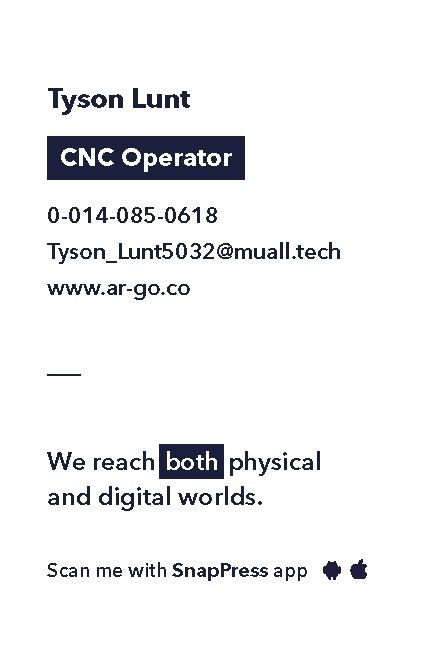 Tyson Lunt
CNC Operator
0-014-085-0618
Tyson_Lunt5032@muall.tech
www.ar-go.co
We reach both physical
and digital worlds.
Scan me with SnapPress app